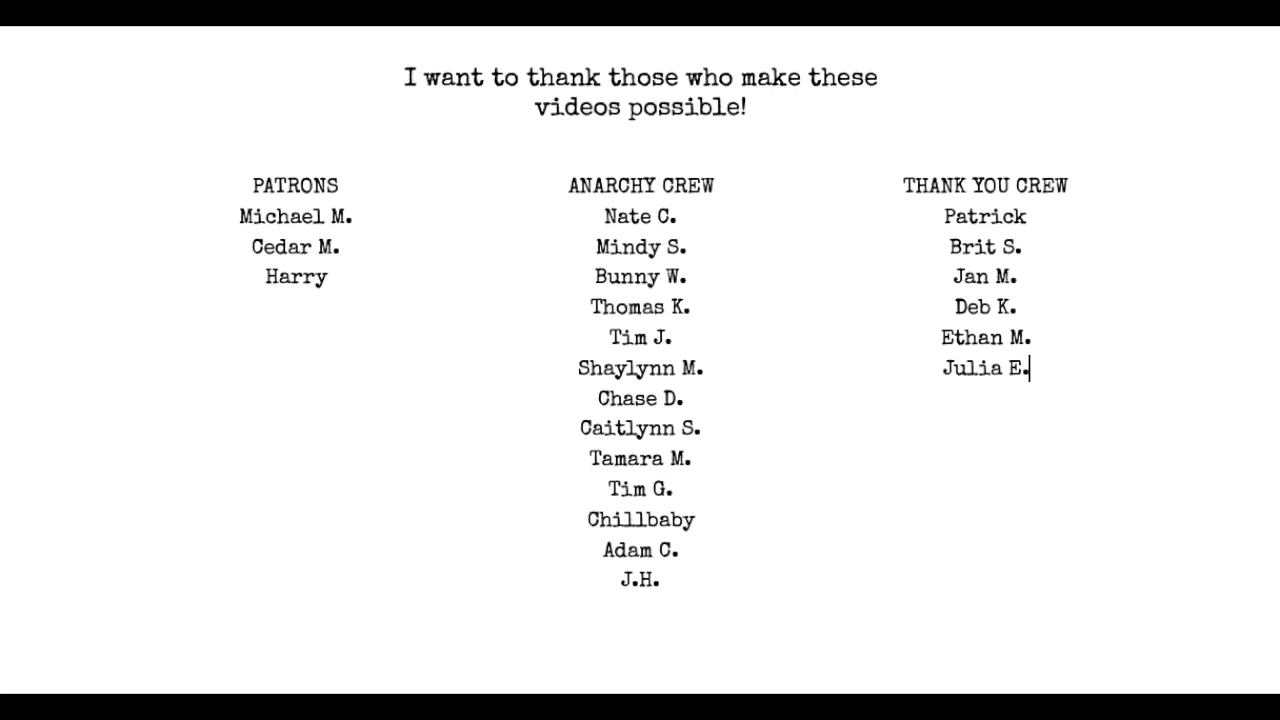 I want to thank those who make these
videos possible!
PATRONS
Michael M.
Cedar M.
Harry
ANARCHY CREW
Nate C.
Mindy S.
Bunny W.
Thomas K.
Tim J.
Shaylynn M.
Chase D.
Caitlynn S.
Tamara M.
Tim G.
Chillbaby
Adam C.
J.H.
THANK YOU CREW
Patrick
Brit S.
Jan M.
Deb K.
Ethan M.
Julia E.